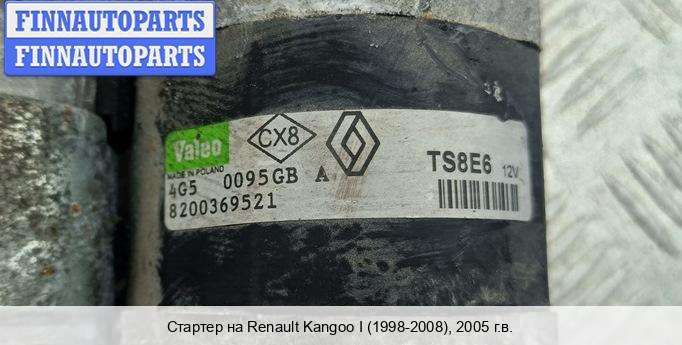 FINNAUTOPARTS
FINNAUTOPARTS
Valeo CX8
MADE IN POLAND
TS8E6 12V
4G5 0095GB A
8200369521
Стартер на Renault Kangoo I (1998-2008), 2005 г.в.